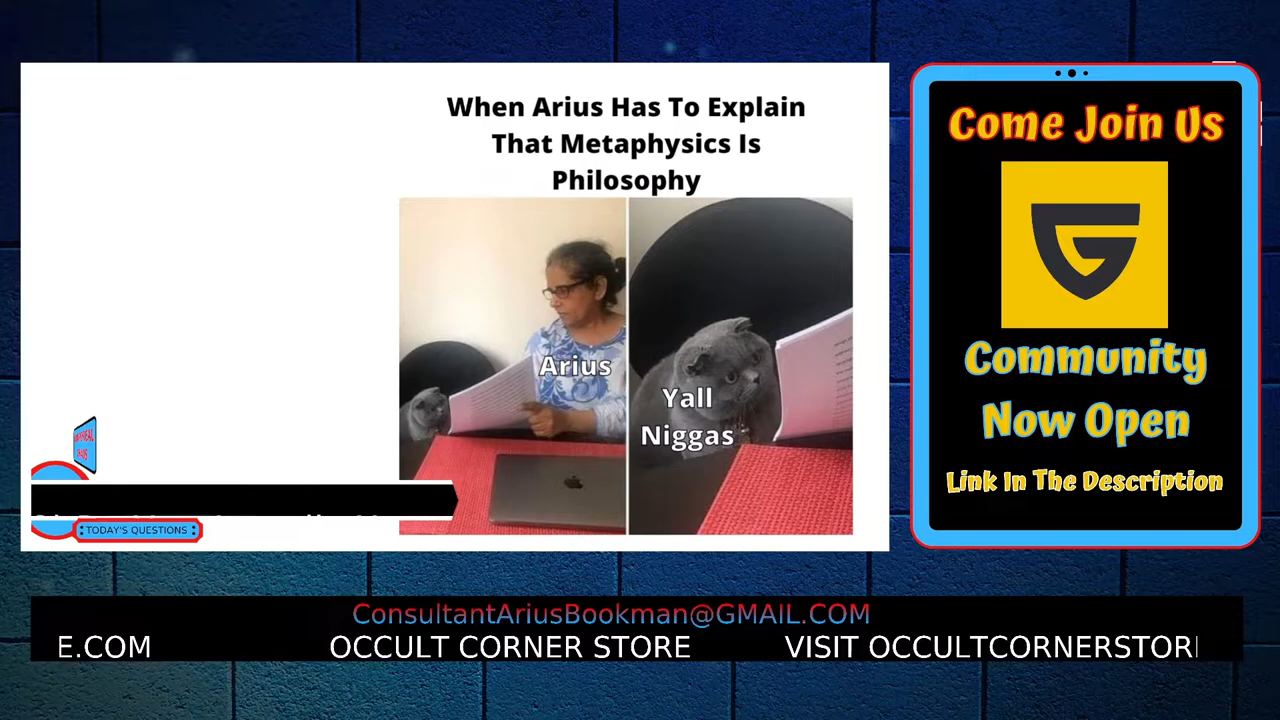 When Arius Has To Explain
That Metaphysics Is
Philosophy
Arius
Yall
Niggas
TODAY'S QUESTIONS
Come Join Us
G
Community
Now Open
Link In The Description
ConsultantAriusBookman@GMAIL.COM
E.COM OCCULT CORNER STORE VISIT OCCULTCORNERSTORI